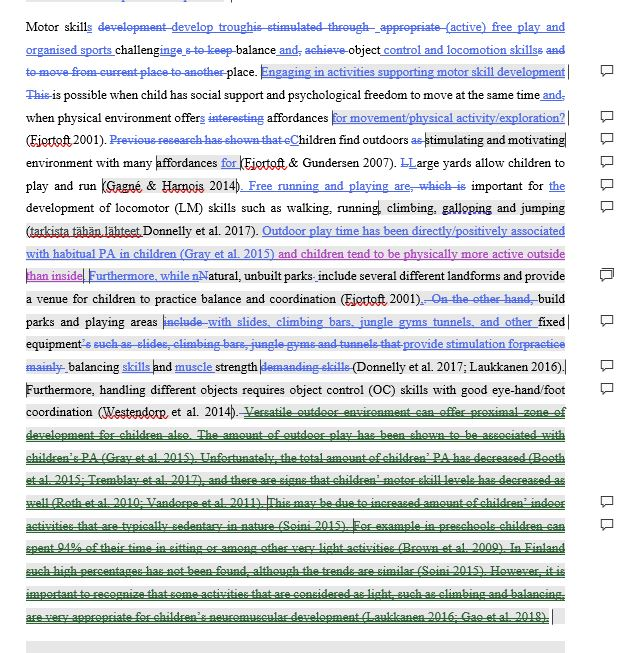 Motor skills development develop troughis stimulated through appropriate (active) free play and
organised sports challenginge s to keep balance and, achieve object control and locomotion skillss and
to move from current place to another place. Engaging in activities supporting motor skill development
This is possible when child has social support and psychological freedom to move at the same time and,
when physical environment offers interesting affordances for movement/physical activity/exploration?
(Fjortoft 2001). Previous research has shown that cChildren find outdoors as stimulating and motivating
environment with many affordances for (Fjortoft & Gundersen 2007). LLarge yards allow children to
play and run (Gagné & Harnois 2014). Free running and playing are, which is important for the
development of locomotor (LM) skills such as walking, running, climbing, galloping and jumping
(tarkista tähän lähteet Donnelly et al. 2017). Outdoor play time has been directly/positively associated
with habitual PA in children (Gray et al. 2015) and children tend to be physically more active outside
than inside. Furthermore, while nNatural, unbuilt parks include several different landforms and provide
a venue for children to practice balance and coordination (Fjortoft 2001).. On the other hand, build
parks and playing areas include with slides, climbing bars, jungle gyms tunnels, and other fixed
equipment's such as slides, climbing bars, jungle gyms and tunnels that provide stimulation forpractice
mainly balancing skills and muscle strength demanding skills (Donnelly et al. 2017; Laukkanen 2016).
Furthermore, handling different objects requires object control (OC) skills with good eye-hand/foot
coordination (Westendorp et al. 2014). Versatile outdoor environment can offer proximal zone of
development for children also. The amount of outdoor play has been shown to be associated with
children's PA (Gray et al. 2015). Unfortunately, the total amount of children' PA has decreased (Booth
et al. 2015; Tremblay et al. 2017), and there are signs that children' motor skill levels has decreased as
well (Roth et al. 2010; Vandorpe et al. 2011). This may be due to increased amount of children' indoor
activities that are typically sedentary in nature (Soini 2015). For example in preschools children can
spent 94% of their time in sitting or among other very light activities (Brown et al. 2009). In Finland
such high percentages has not been found, although the trends are similar (Soini 2015). However, it is
important to recognize that some activities that are considered as light, such as climbing and balancing,
are very appropriate for children's neuromuscular development (Laukkanen 2016; Gao et al. 2018).